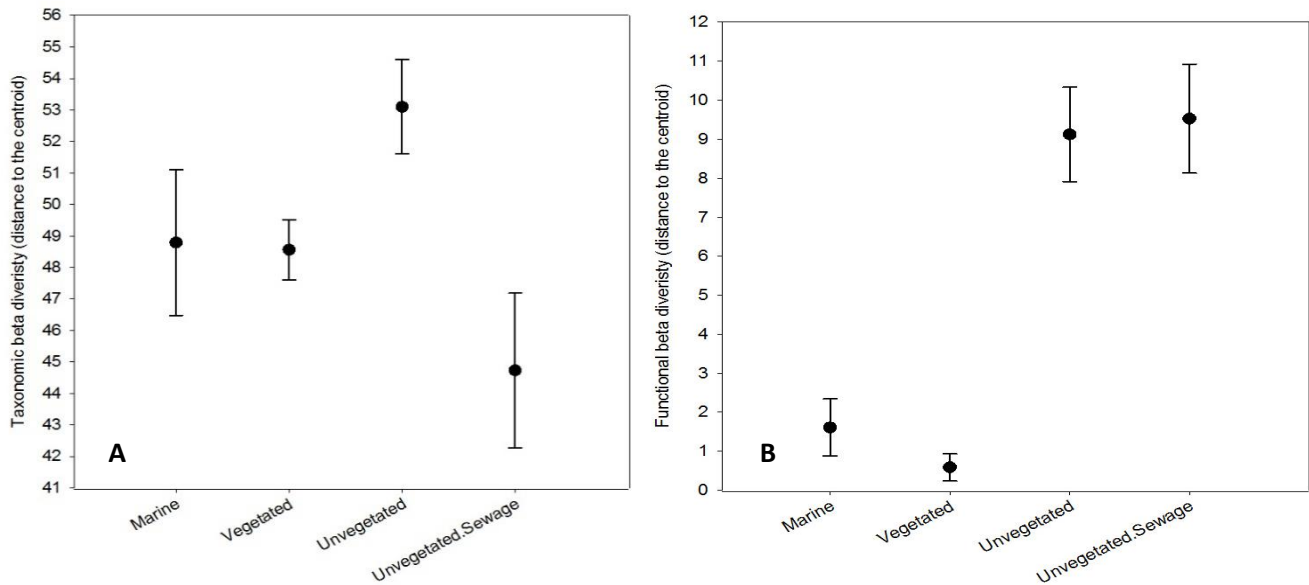 Taxonomic beta diveristy (distance to the centroid)
56
55
54
53
52
51
50
49
48
47
46
45
44
43
42
41
A
Marine
Vegetated
Unvegetated
Unvegetated.Sewage
Functional beta diveristy (distance to the centroid)
12
11
10
9
8
7
6
5
4
3
2
1
0
B
Marine
Vegetated
Unvegetated
Unvegetated.Sewage